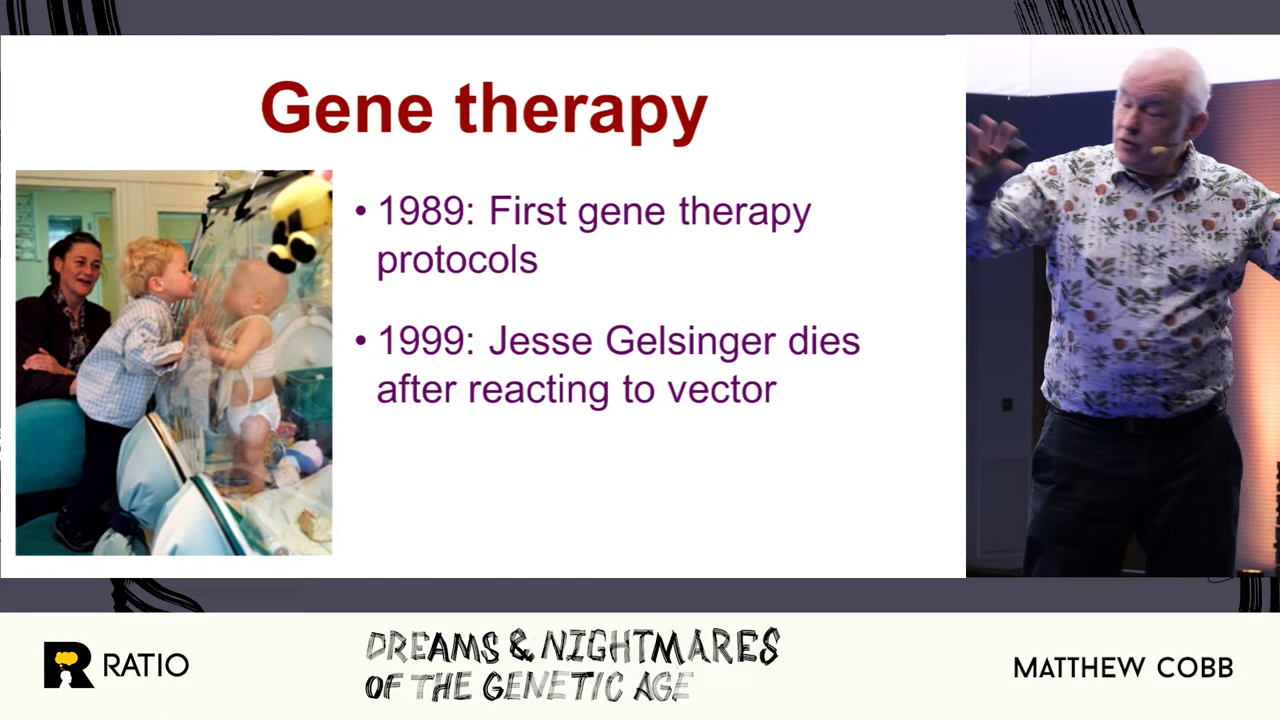 Gene therapy
• 1989: First gene therapy
protocols
• 1999: Jesse Gelsinger dies
after reacting to vector
RATIO
DREAMS & NIGHTMARES
OF THE GENETIC AGE
MATTHEW COBB